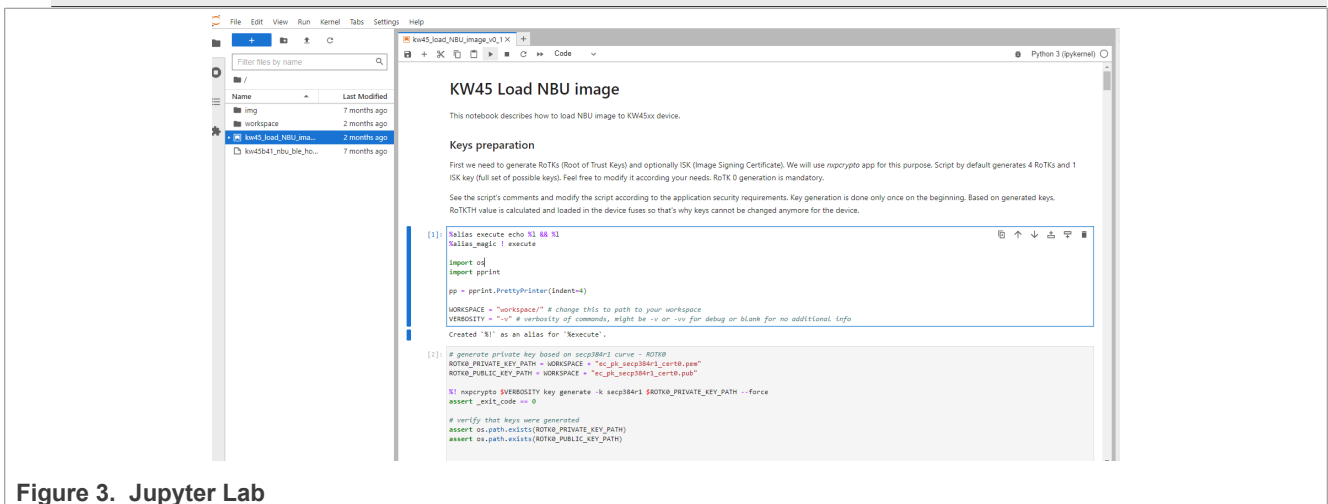 File Edit View Run Kernel Tabs Settings Help
Filter files by name
/
Name Last Modified
img 7 months ago
workspace 2 months ago
kw45_load_NBU_ima... 2 months ago
kw45b41_nbu_ble_ho... 7 months ago
kw45_load_NBU_image_v0_1
Code
Python 3 (ipykernel)
KW45 Load NBU image
This notebook describes how to load NBU image to KW45xx device.
Keys preparation
First we need to generate RoTKs (Root of Trust Keys) and optionally ISK (Image Signing Certificate). We will use nxpcrypto app for this purpose. Script by default generates 4 RoTKs and 1
ISK key (full set of possible keys). Feel free to modify it according your needs. RoTK 0 generation is mandatory.
See the script's comments and modify the script according to the application security requirements. Key generation is done only once on the beginning. Based on generated keys,
RoTKTH value is calculated and loaded in the device fuses so that's why keys cannot be changed anymore for the device.
[1]: %alias execute echo %l && %l
%alias_magic ! execute
import os
import pprint
pp = pprint.PrettyPrinter(indent=4)
WORKSPACE = "workspace/" # change this to path to your workspace
VERBOSITY = "-v" # verbosity of commands, might be -v or -vv for debug or blank for no additional info
Created `%!` as an alias for `%execute`.
[2]: # generate private key based on secp384r1 curve - ROTK0
ROTK0_PRIVATE_KEY_PATH = WORKSPACE + "ec_pk_secp384r1_cert0.pem"
ROTK0_PUBLIC_KEY_PATH = WORKSPACE + "ec_pk_secp384r1_cert0.pub"
%! nxpcrypto $VERBOSITY key generate -k secp384r1 $ROTK0_PRIVATE_KEY_PATH --force
assert _exit_code == 0
# verify that keys were generated
assert os.path.exists(ROTK0_PRIVATE_KEY_PATH)
assert os.path.exists(ROTK0_PUBLIC_KEY_PATH)
Figure 3. Jupyter Lab